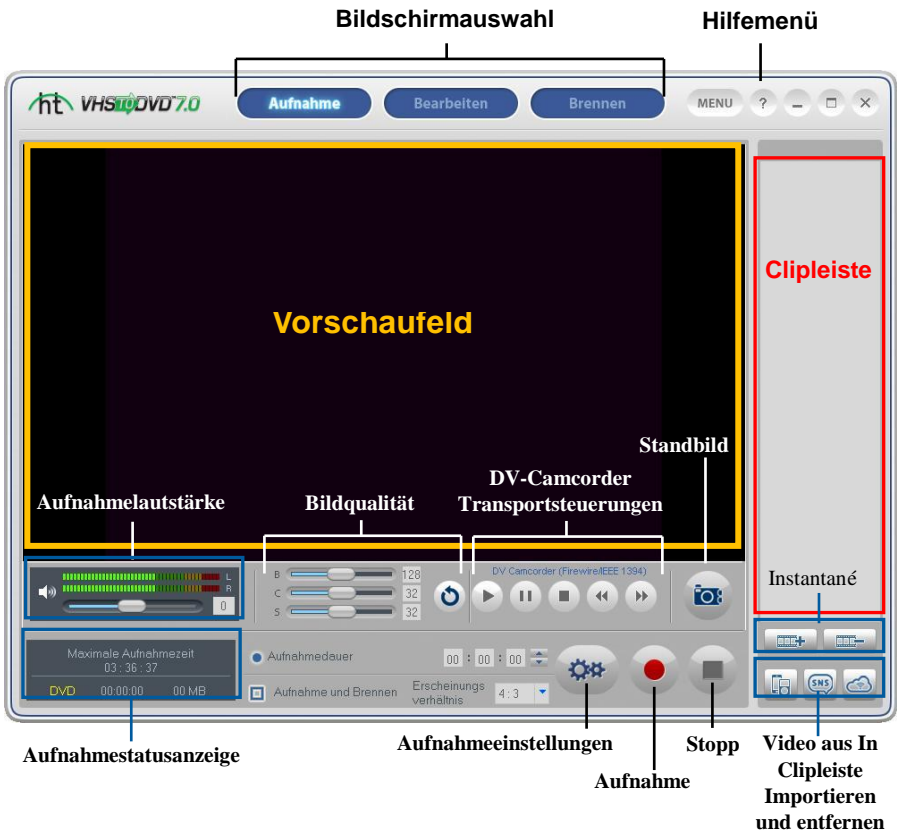 Bildschirmauswahl
Hilfemenü
ht VHS TO DVD 7.0
Aufnahme
Bearbeiten
Brennen
MENU
?
Clipleiste
Vorschaufeld
Standbild
DV-Camcorder
Transportsteuerungen
Aufnahmelautstärke
Bildqualität
Instantané
L
R
0
B 128
C 32
S 32
DV Camcorder (Firewire/IEEE 1394)
Maximale Aufnahmezeit
03 : 36 : 37
DVD 00:00:00 00 MB
Aufnahmedauer 00 : 00 : 00
Aufnahme und Brennen
Erscheinungs
verhältnis
4 : 3
SNS
Aufnahmestatusanzeige
Aufnahmeeinstellungen
Aufnahme
Stopp
Video aus In
Clipleiste
Importieren
und entfernen